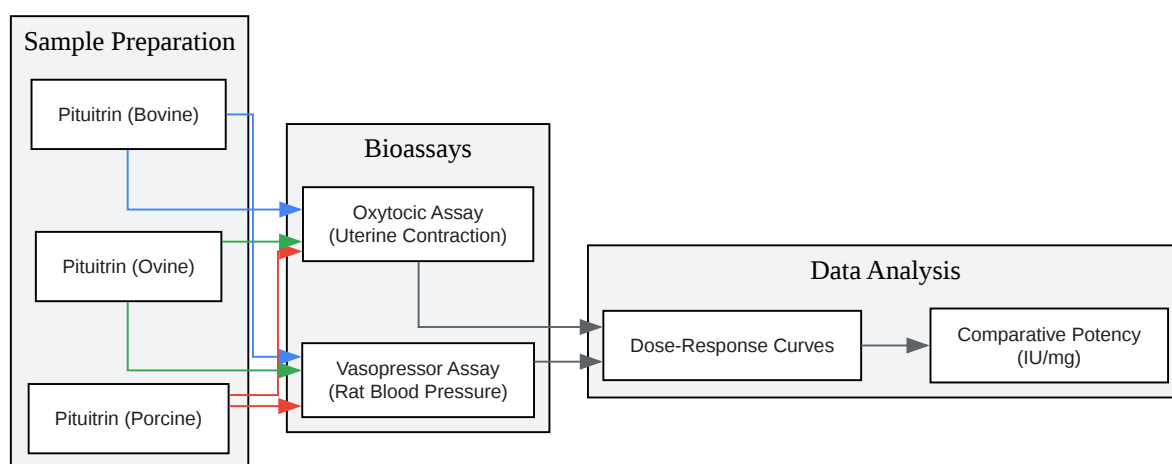 Sample Preparation
Pituitrin (Bovine)
Pituitrin (Ovine)
Pituitrin (Porcine)
Bioassays
Oxytocic Assay
(Uterine Contraction)
Vasopressor Assay
(Rat Blood Pressure)
Data Analysis
Dose-Response Curves
Comparative Potency
(IU/mg)